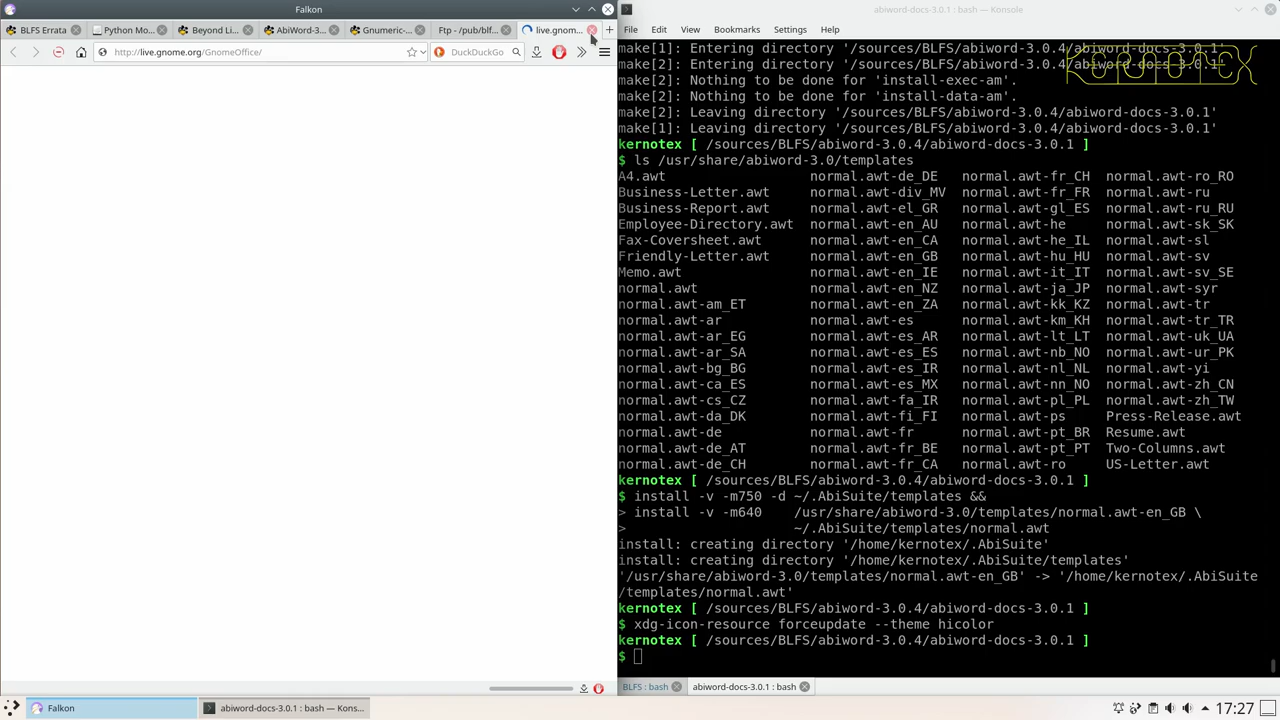 Falkon
BLFS Errata
Python Mo...
Beyond Li...
AbiWord-3...
Gnumeric-...
Ftp - /pub/blf...
live.gnom...
http://live.gnome.org/GnomeOffice/
DuckDuckGo
abiword-docs-3.0.1 : bash — Konsole
File Edit View Bookmarks Settings Help
make[1]: Entering directory '/sources/BLFS/abiword-3.0.4/abiword-docs-3.0.1'
make[2]: Entering directory '/sources/BLFS/abiword-3.0.4/abiword-docs-3.0.1'
make[2]: Nothing to be done for 'install-exec-am'.
make[2]: Nothing to be done for 'install-data-am'.
make[2]: Leaving directory '/sources/BLFS/abiword-3.0.4/abiword-docs-3.0.1'
make[1]: Leaving directory '/sources/BLFS/abiword-3.0.4/abiword-docs-3.0.1'
kernotex [ /sources/BLFS/abiword-3.0.4/abiword-docs-3.0.1 ]
$ ls /usr/share/abiword-3.0/templates
A4.awt normal.awt-de_DE normal.awt-fr_CH normal.awt-ro_RO
Business-Letter.awt normal.awt-div_MV normal.awt-fr_FR normal.awt-ru
Business-Report.awt normal.awt-el_GR normal.awt-gl_ES normal.awt-ru_RU
Employee-Directory.awt normal.awt-en_AU normal.awt-he normal.awt-sk_SK
Fax-Coversheet.awt normal.awt-en_CA normal.awt-he_IL normal.awt-sl
Friendly-Letter.awt normal.awt-en_GB normal.awt-hu_HU normal.awt-sv
Memo.awt normal.awt-en_IE normal.awt-it_IT normal.awt-sv_SE
normal.awt normal.awt-en_NZ normal.awt-ja_JP normal.awt-syr
normal.awt-am_ET normal.awt-en_ZA normal.awt-kk_KZ normal.awt-tr
normal.awt-ar normal.awt-es normal.awt-km_KH normal.awt-tr_TR
normal.awt-ar_EG normal.awt-es_AR normal.awt-lt_LT normal.awt-uk_UA
normal.awt-ar_SA normal.awt-es_ES normal.awt-nb_NO normal.awt-ur_PK
normal.awt-bg_BG normal.awt-es_IR normal.awt-nl_NL normal.awt-yi
normal.awt-ca_ES normal.awt-es_MX normal.awt-nn_NO normal.awt-zh_CN
normal.awt-cs_CZ normal.awt-fa_IR normal.awt-pl_PL normal.awt-zh_TW
normal.awt-da_DK normal.awt-fi_FI normal.awt-ps Press-Release.awt
normal.awt-de normal.awt-fr normal.awt-pt_BR Resume.awt
normal.awt-de_AT normal.awt-fr_BE normal.awt-pt_PT Two-Columns.awt
normal.awt-de_CH normal.awt-fr_CA normal.awt-ro US-Letter.awt
kernotex [ /sources/BLFS/abiword-3.0.4/abiword-docs-3.0.1 ]
$ install -v -m750 -d ~/.AbiSuite/templates &&
> install -v -m640 /usr/share/abiword-3.0/templates/normal.awt-en_GB \
> ~/.AbiSuite/templates/normal.awt
install: creating directory '/home/kernotex/.AbiSuite'
install: creating directory '/home/kernotex/.AbiSuite/templates'
'/usr/share/abiword-3.0/templates/normal.awt-en_GB' -> '/home/kernotex/.AbiSuite
/templates/normal.awt'
kernotex [ /sources/BLFS/abiword-3.0.4/abiword-docs-3.0.1 ]
$ xdg-icon-resource forceupdate --theme hicolor
kernotex [ /sources/BLFS/abiword-3.0.4/abiword-docs-3.0.1 ]
$
KERNOTEX
BLFS : bash
abiword-docs-3.0.1 : bash
Falkon
abiword-docs-3.0.1 : bash — Kons...
17:27